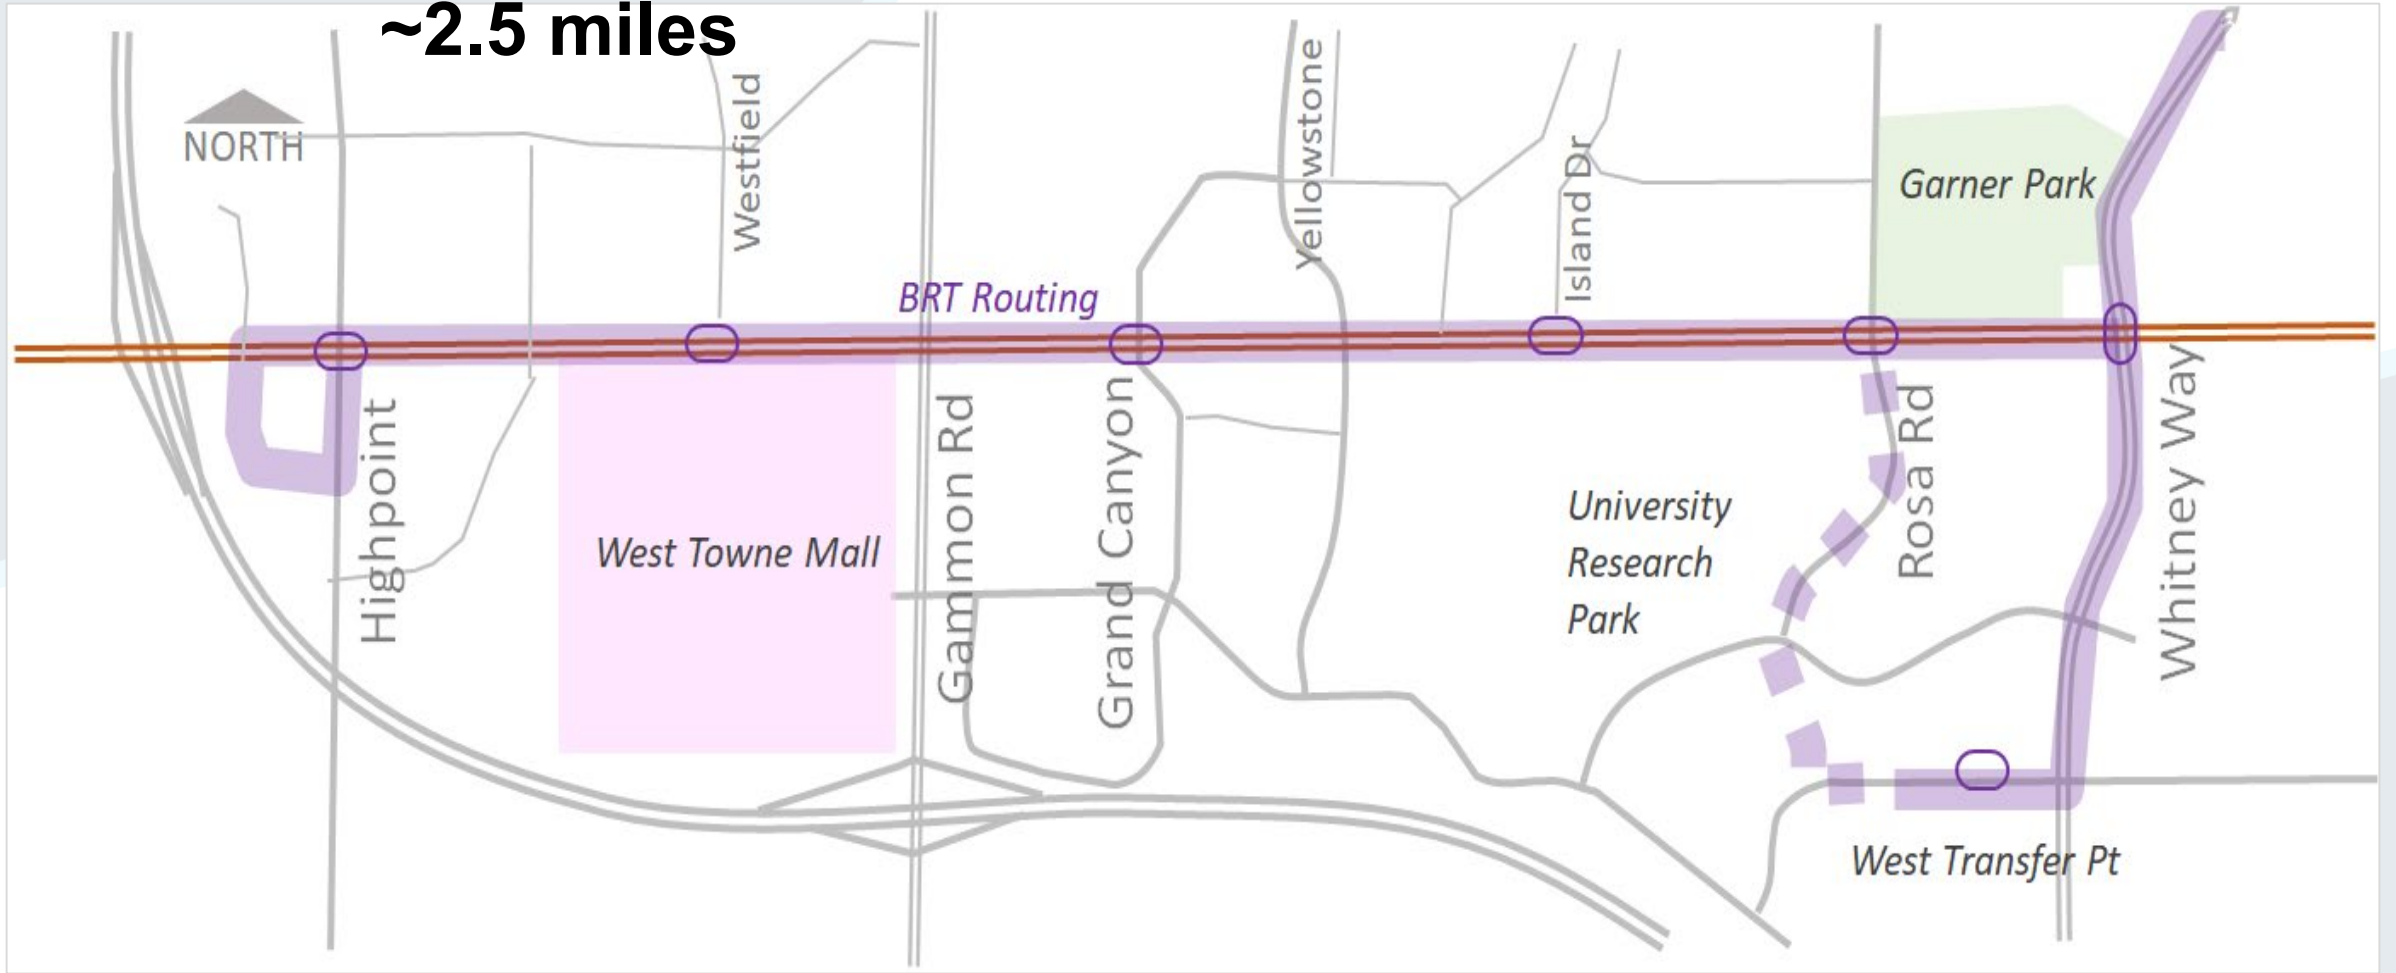 ~2.5 miles
NORTH
Westfield
yellowstone
Island Dr
Garner Park
BRT Routing
Highpoint
West Towne Mall
Gammon Rd
Grand Canyon
University
Research
Park
Rosa Rd
Whitney Way
West Transfer Pt